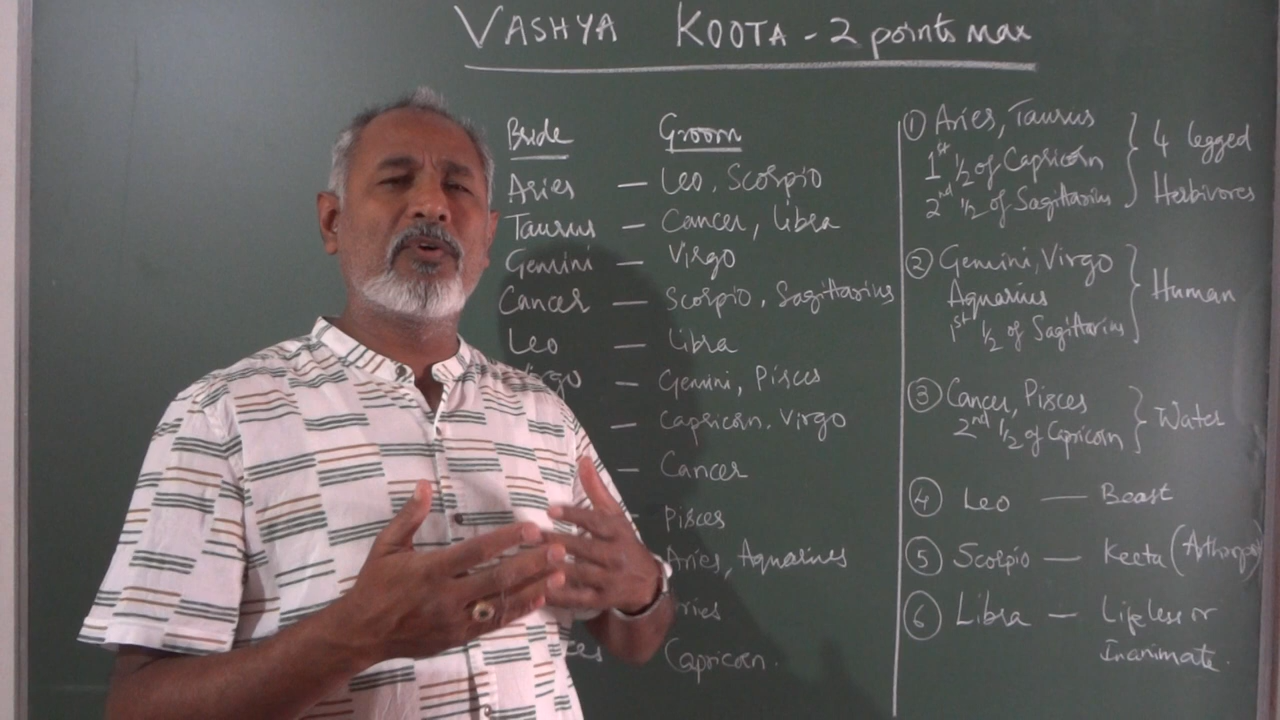 VASHYA KOOTA - 2 points max
Bride Groom
Aries — Leo, Scorpio
Taurus — Cancer, Libra
Gemini — Virgo
Cancer — Scorpio, Sagittarius
Leo — Libra
— Gemini, Pisces
— Capricorn, Virgo
— Cancer
Pisces
Aries, Aquarius
Capricorn.
① Aries, Taurus
1st ½ of Capricorn
2nd ½ of Sagittarius
} 4 legged
Herbivores
② Gemini, Virgo
Aquarius
1st ½ of Sagittarius
} Human
③ Cancer, Pisces
2nd ½ of Capricorn
} Water
④ Leo — Beast
⑤ Scorpio — Keeta (
⑥ Libra — Lifeless or
Inanimate.